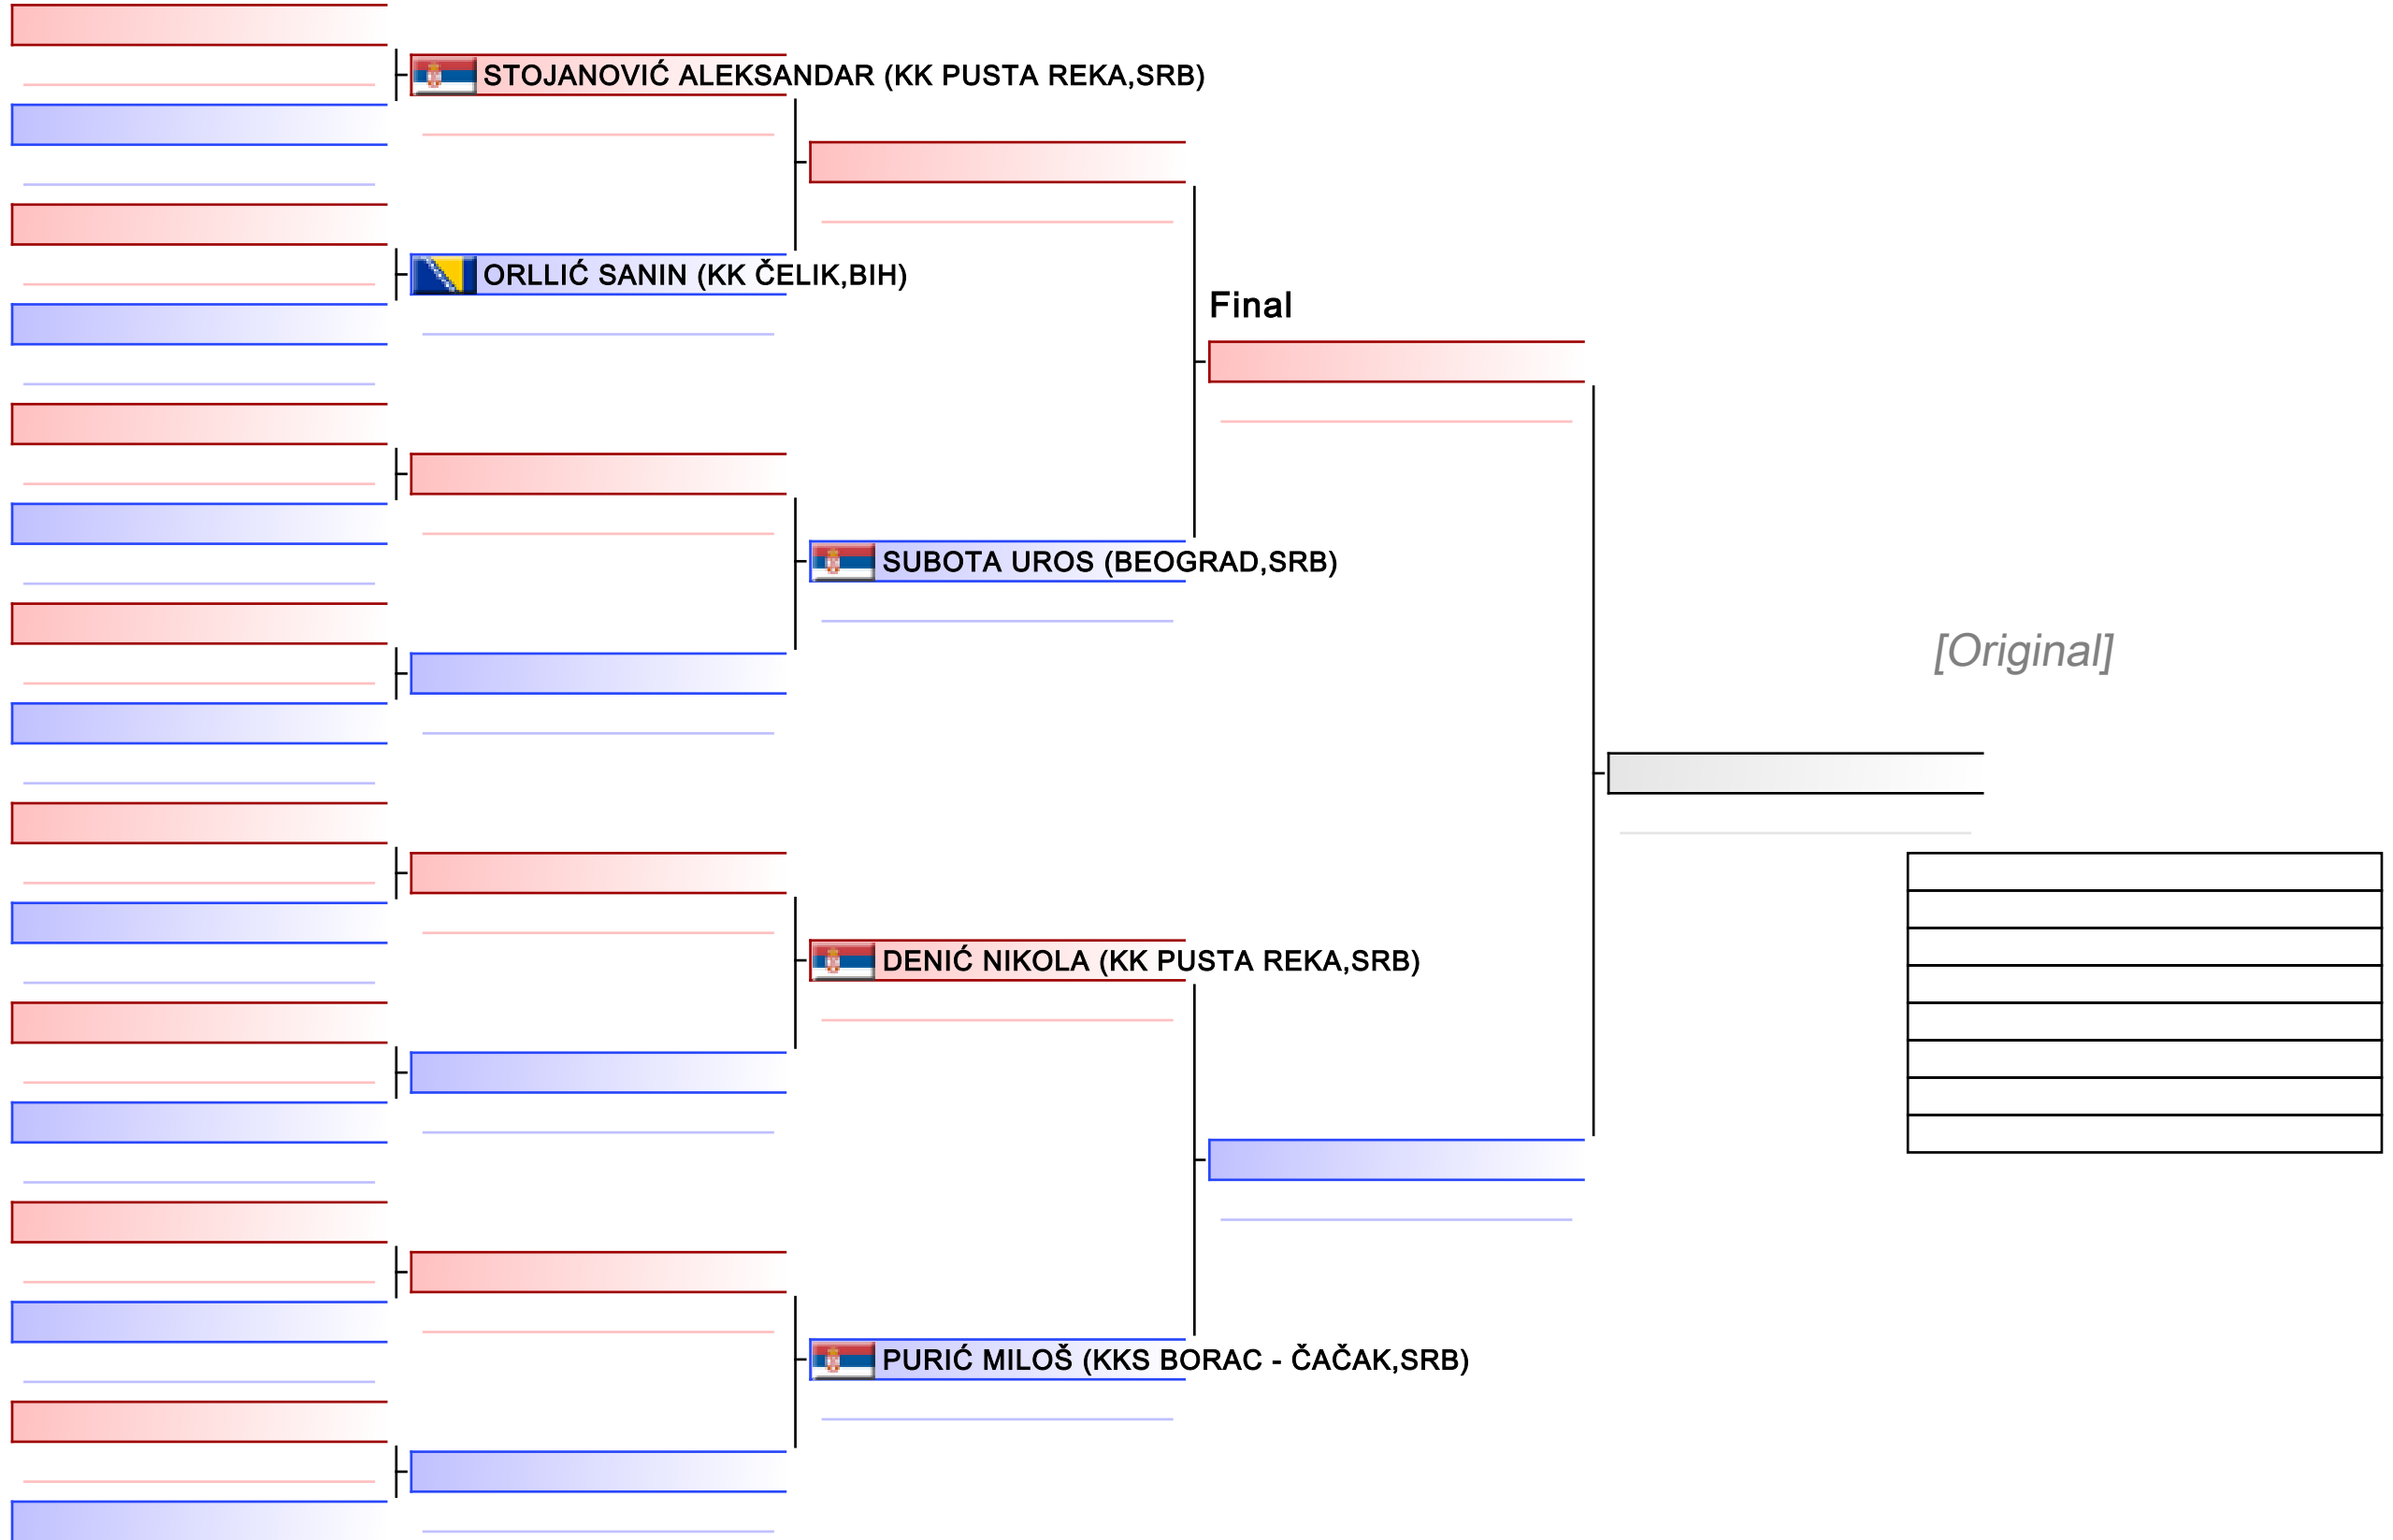 STOJANOVIĆ ALEKSANDAR (KK PUSTA REKA,SRB)
ORLLIĆ SANIN (KK ČELIK,BIH)
Final
SUBOTA UROS (BEOGRAD,SRB)
[Original]
DENIĆ NIKOLA (KK PUSTA REKA,SRB)
PURIĆ MILOŠ (KKS BORAC - ČAČAK,SRB)